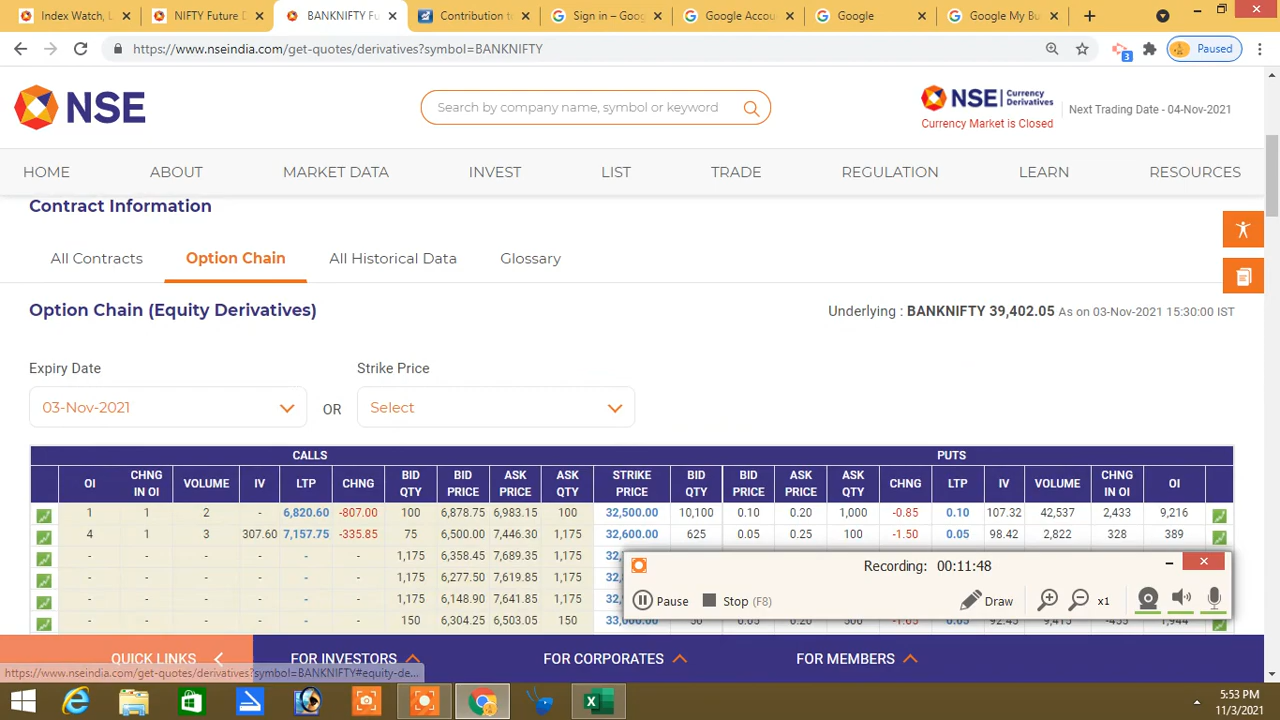 Index Watch, L
NIFTY Future D
BANKNIFTY Fu
Contribution to
Sign in – Goog
Google Accou
Google
Google My Bu
https://www.nseindia.com/get-quotes/derivatives?symbol=BANKNIFTY
3
Paused
NSE
Search by company name, symbol or keyword
NSE Currency Derivatives
Currency Market is Closed
Next Trading Date - 04-Nov-2021
HOME ABOUT MARKET DATA INVEST LIST TRADE REGULATION LEARN RESOURCES
Contract Information
All Contracts Option Chain All Historical Data Glossary
Option Chain (Equity Derivatives)
Underlying : BANKNIFTY 39,402.05 As on 03-Nov-2021 15:30:00 IST
Expiry Date Strike Price
03-Nov-2021 OR Select
CALLS PUTS
OI CHNG IN OI VOLUME IV LTP CHNG BID QTY BID PRICE ASK PRICE ASK QTY STRIKE PRICE BID QTY BID PRICE ASK PRICE ASK QTY CHNG LTP IV VOLUME CHNG IN OI OI
1 1 2 - 6,820.60 -807.00 100 6,878.75 6,983.15 100 32,500.00 10,100 0.10 0.20 1,000 -0.85 0.10 107.32 42,537 2,433 9,216
4 1 3 307.60 7,157.75 -335.85 75 6,300.50 7,446.30 1,175 32,600.00 625 0.05 0.25 100 -1.50 0.05 98.42 2,822 328 389
- - - - - - 1,175 6,358.45 7,689.35 1,175
- - - - - - 1,175 6,277.50 7,619.85 1,175
- - - - - - 1,175 6,148.90 7,641.85 1,175
- - - - - - 150 6,304.25 6,503.05 150
Recording: 00:11:48
Pause Stop (F8) Draw x1
QUICK LINKS FOR INVESTORS FOR CORPORATES FOR MEMBERS
https://www.nseindia.com/get-quotes/derivatives?symbol=BANKNIFTY#equity-de...
5:53 PM
11/3/2021